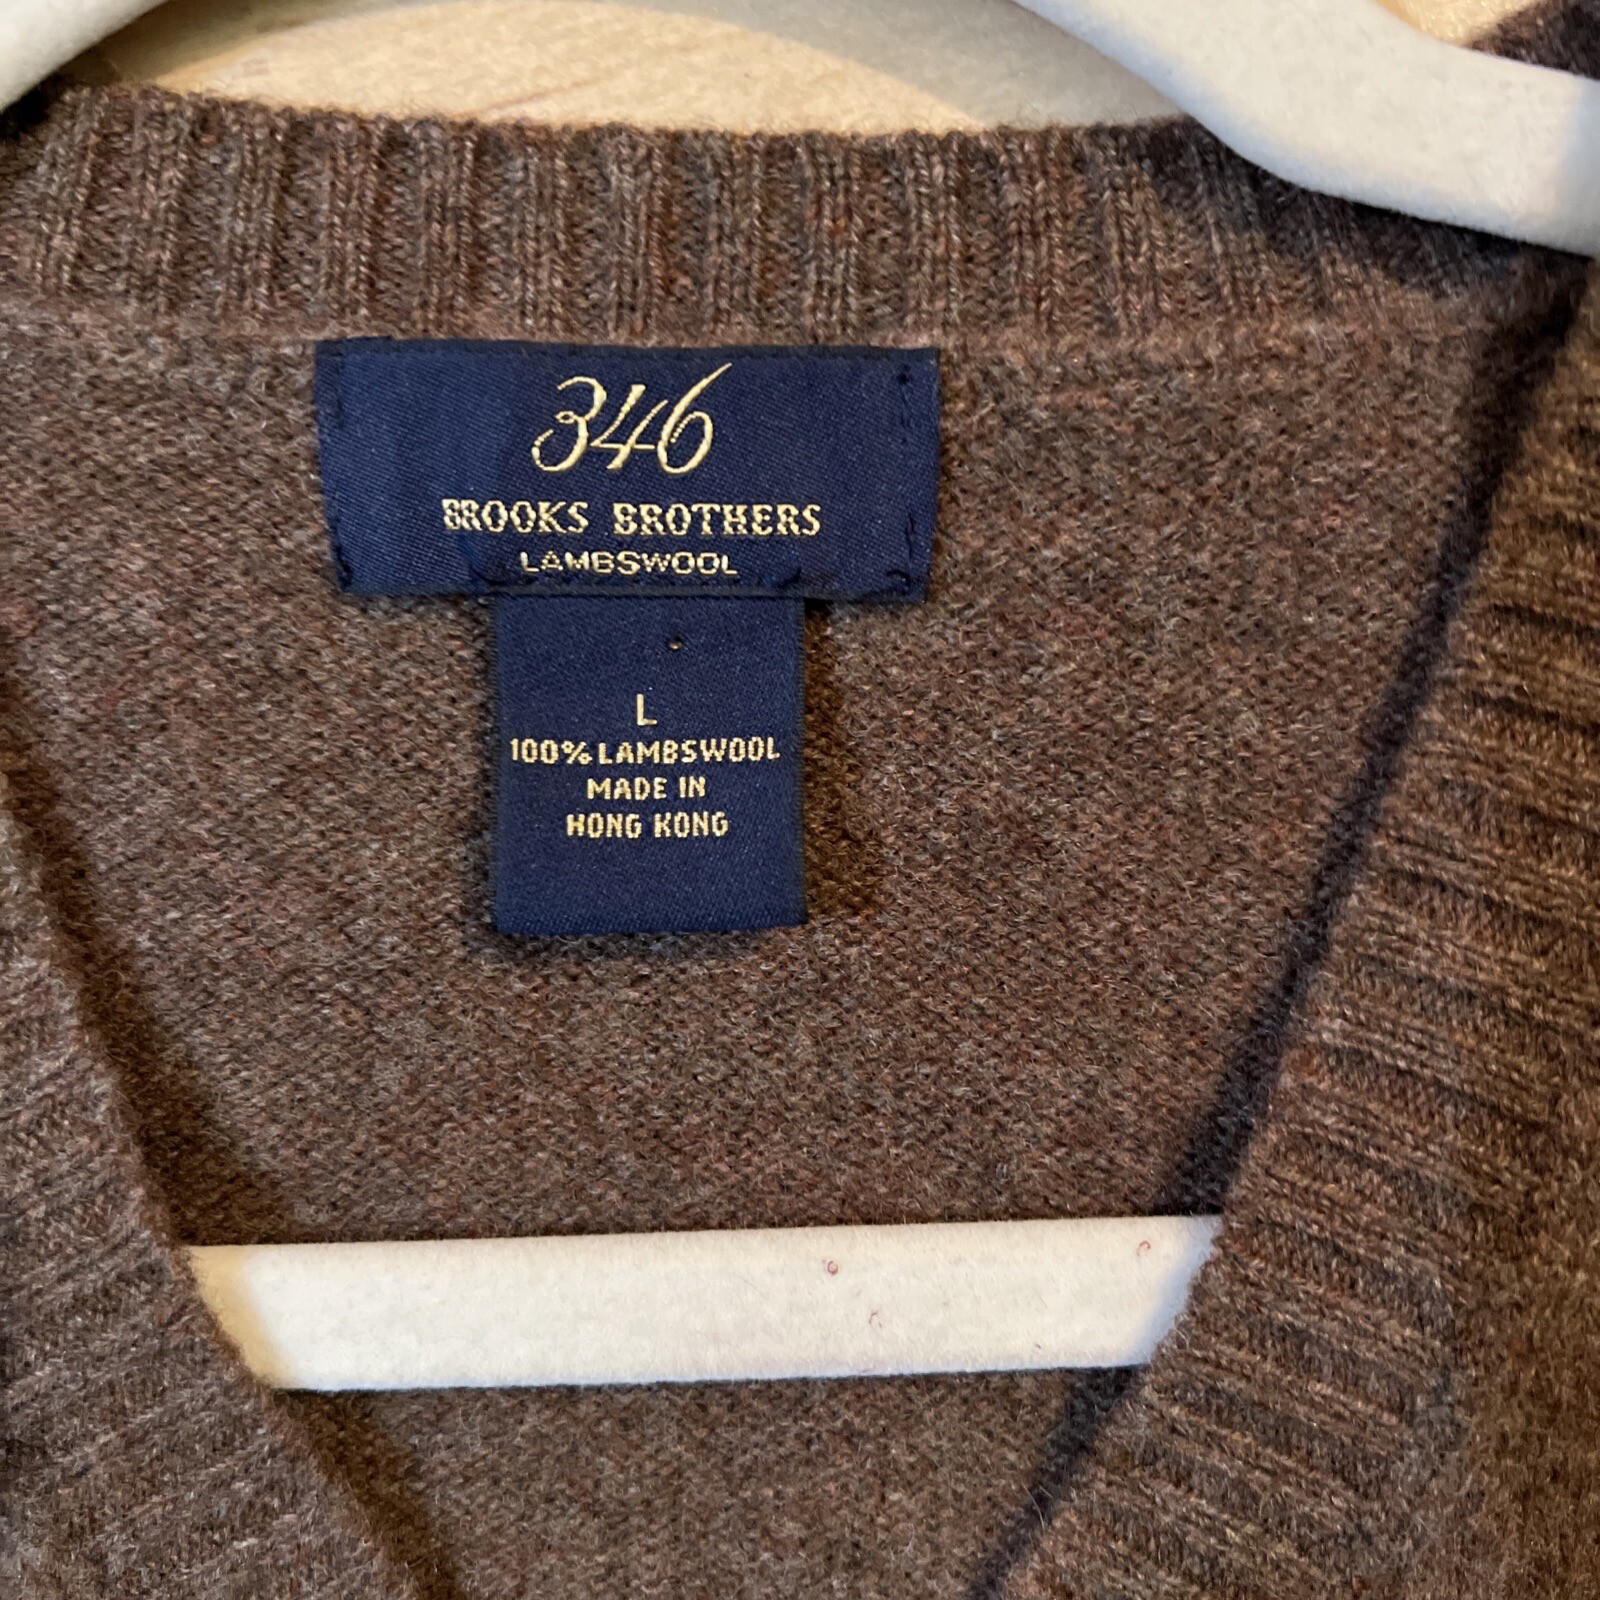 346
BROOKS BROTHERS
LAMBSWOOL
L
100% LAMBSWOOL
MADE IN
HONG KONG